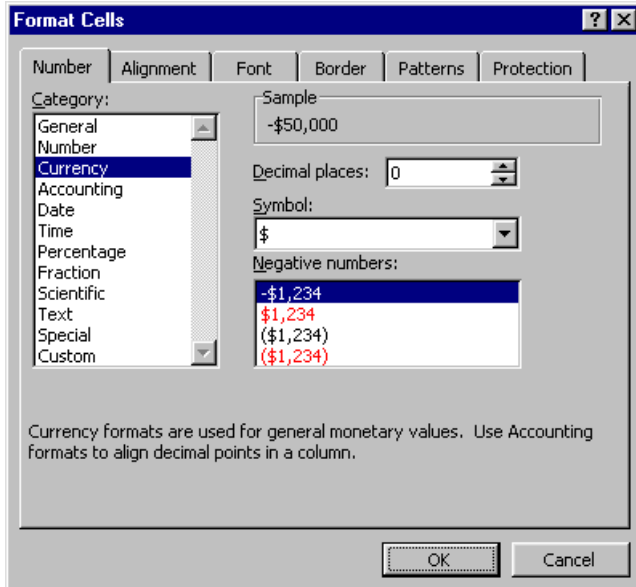 Format Cells
Number Alignment Font Border Patterns Protection
Category:
General
Number
Currency
Accounting
Date
Time
Percentage
Fraction
Scientific
Text
Special
Custom
Sample
-$50,000
Decimal places: 0
Symbol:
$
Negative numbers:
-$1,234
$1,234
($1,234)
($1,234)
Currency formats are used for general monetary values. Use Accounting
formats to align decimal points in a column.
OK Cancel